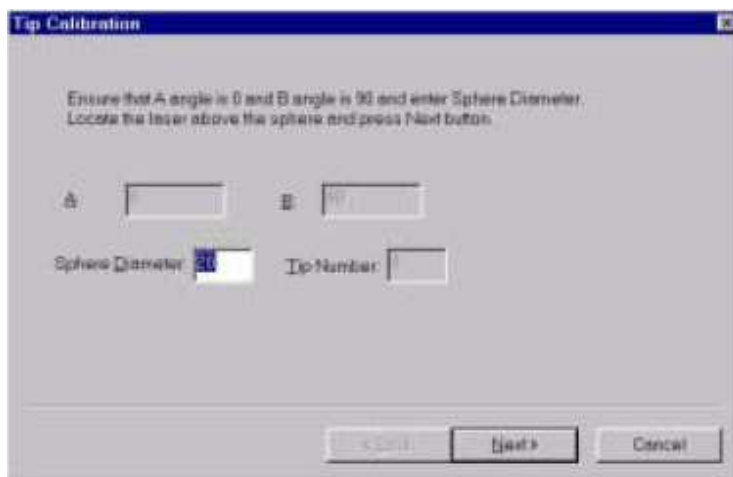 Tip Calibration
Ensure that A angle is 0 and B angle is 90 and enter Sphere Diameter.
Locate the laser above the sphere and press Next button.
A: B:
Sphere Diameter: 20 Tip Number:
Next > Cancel